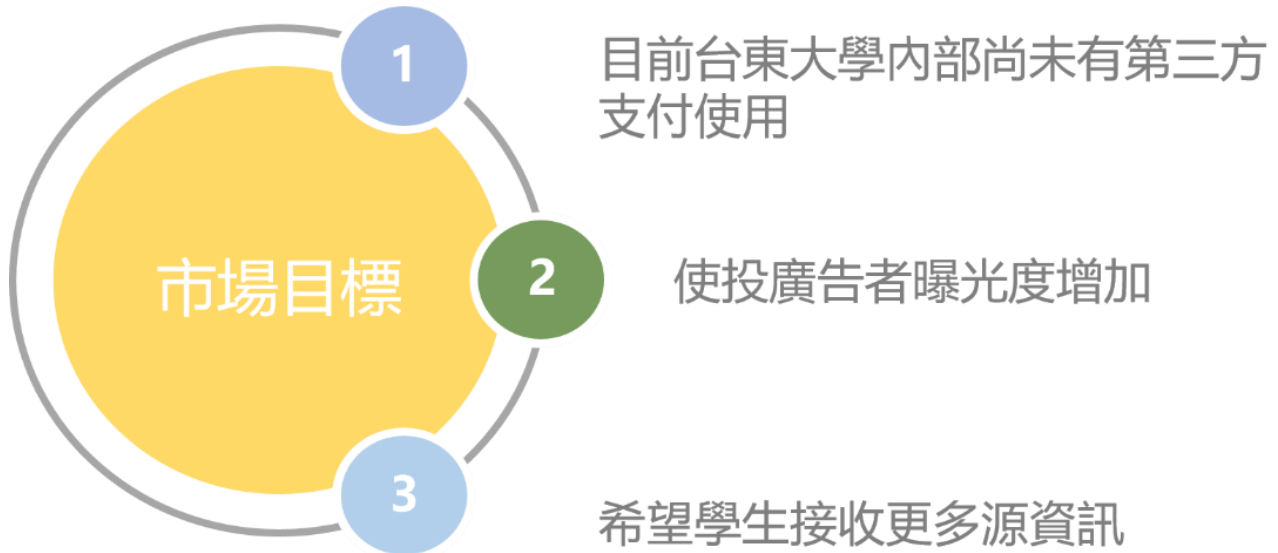 市場目標
1
目前台東大學內部尚未有第三方
支付使用
2
使投廣告者曝光度增加
3
希望學生接收更多源資訊